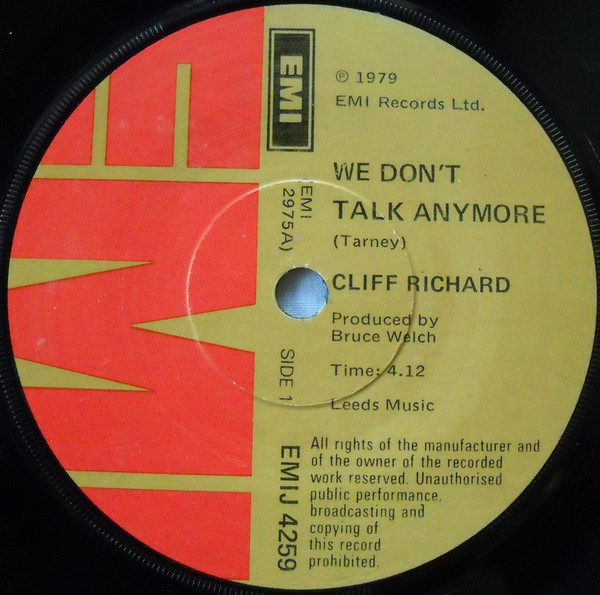 EMI
EMI
℗ 1979
EMI Records Ltd.
WE DON'T
TALK ANYMORE
(Tarney)
CLIFF RICHARD
Produced by
Bruce Welch
Time: 4.12
Leeds Music
(EMI
2975A)
SIDE 1
EMIJ 4259
All rights of the manufacturer and
of the owner of the recorded
work reserved. Unauthorised
public performance,
broadcasting and
copying of
this record
prohibited.